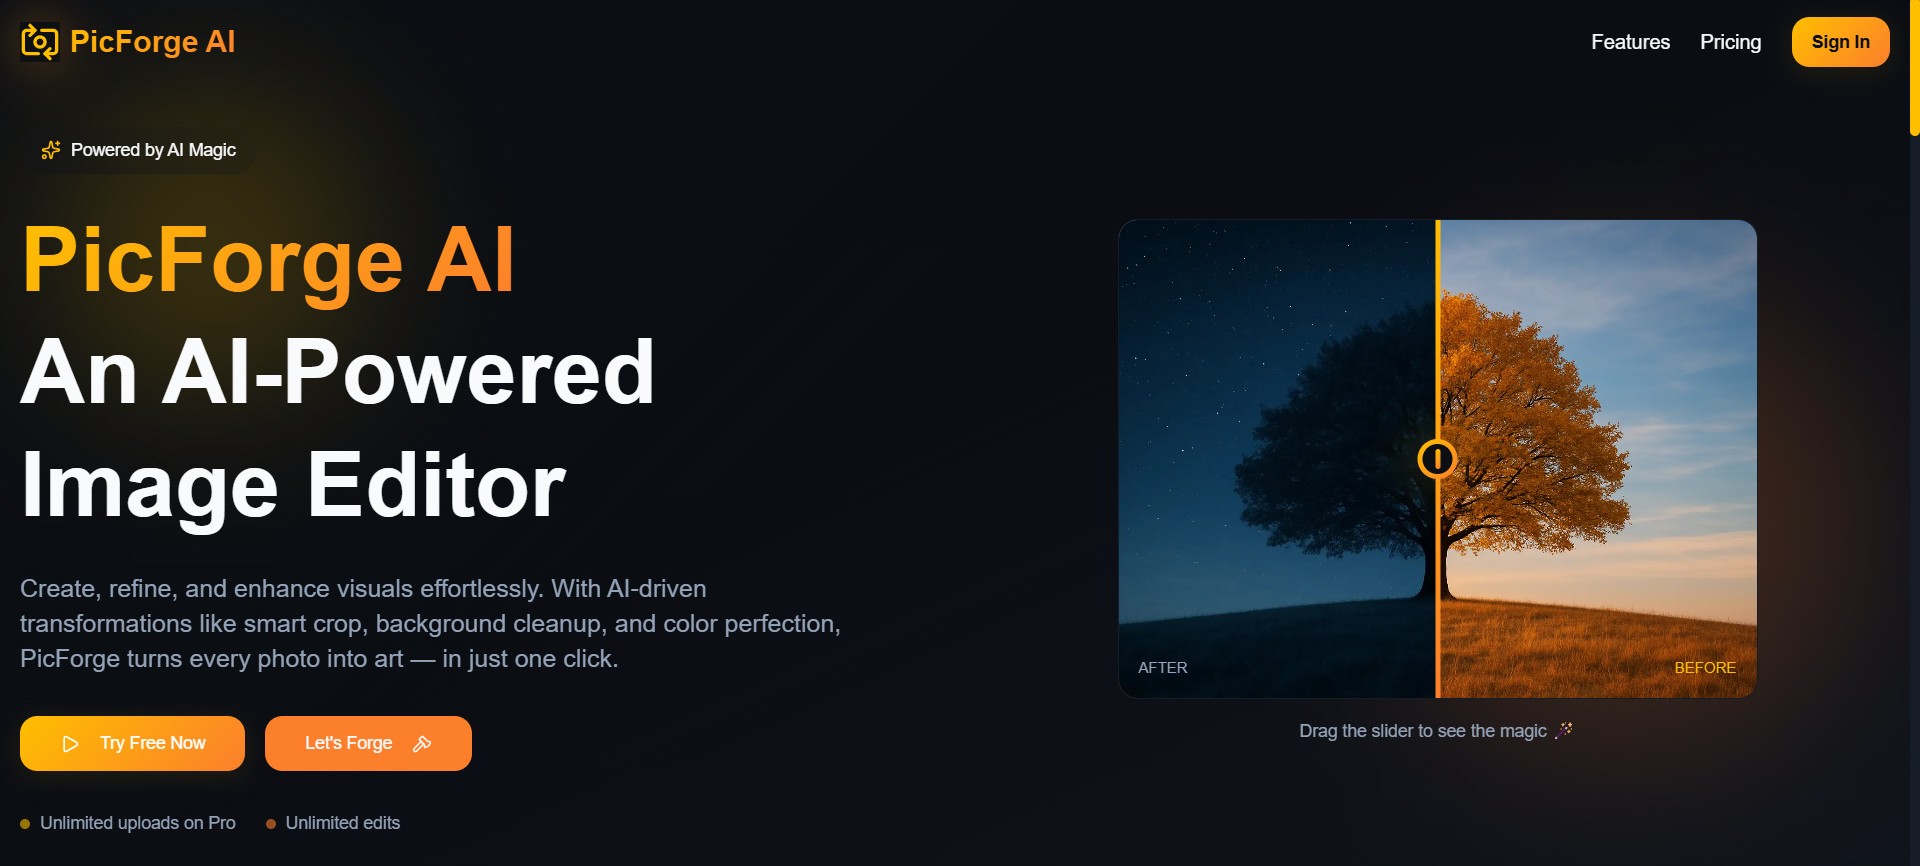 PicForge AI
Features
Pricing
Sign In
Powered by AI Magic
PicForge AI
An AI-Powered
Image Editor
Create, refine, and enhance visuals effortlessly. With AI-driven
transformations like smart crop, background cleanup, and color perfection,
PicForge turns every photo into art — in just one click.
Try Free Now
Let's Forge
Unlimited uploads on Pro
Unlimited edits
AFTER
BEFORE
Drag the slider to see the magic 🪄